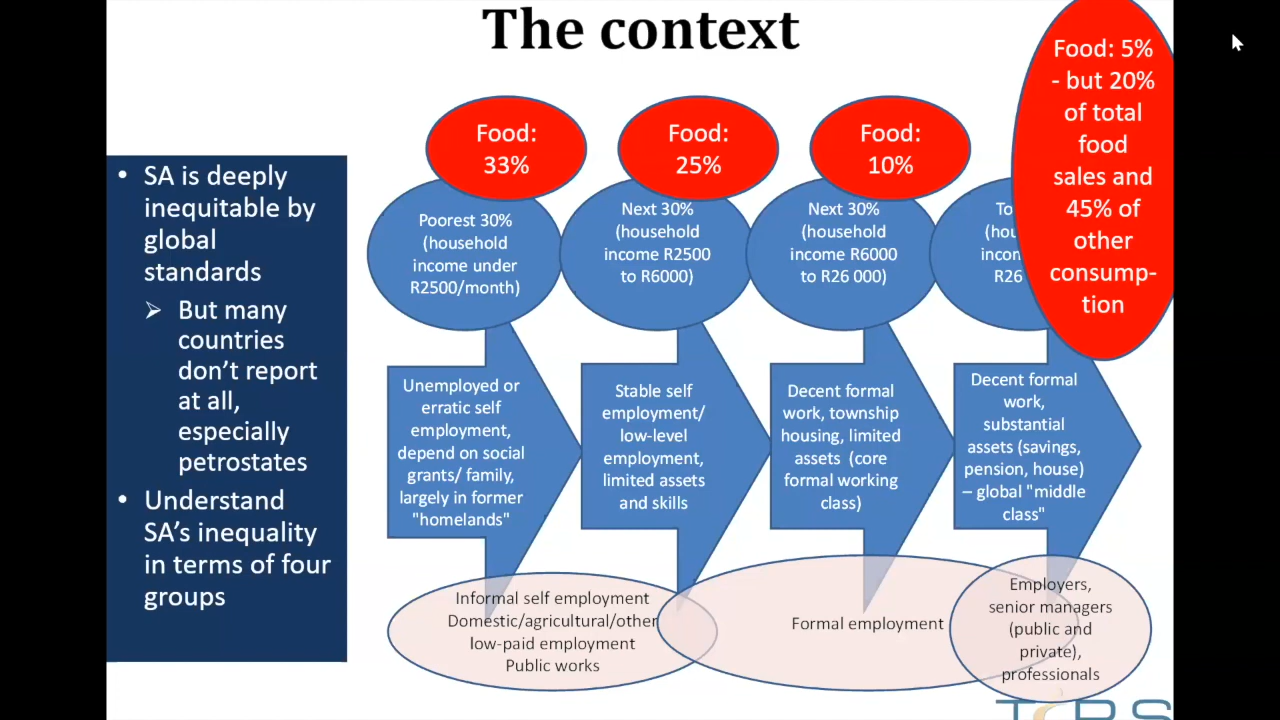 The context
• SA is deeply
inequitable by
global
standards
➢ But many
countries
don't report
at all,
especially
petrostates
• Understand
SA's inequality
in terms of four
groups
Food:
33%
Food:
25%
Food:
10%
Food: 5%
- but 20%
of total
food
sales and
45% of
other
consump-
tion
Poorest 30%
(household
income under
R2500/month)
Next 30%
(household
income R2500
to R6000)
Next 30%
(household
income R6000
to R26 000)
R26
Unemployed or
erratic self
employment,
depend on social
grants/ family,
largely in former
"homelands"
Stable self
employment/
low-level
employment,
limited assets
and skills
Decent formal
work, township
housing, limited
assets (core
formal working
class)
Decent formal
work,
substantial
assets (savings,
pension, house)
– global "middle
class"
Informal self employment
Domestic/agricultural/other
low-paid employment
Public works
Formal employment
Employers,
senior managers
(public and
private),
professionals